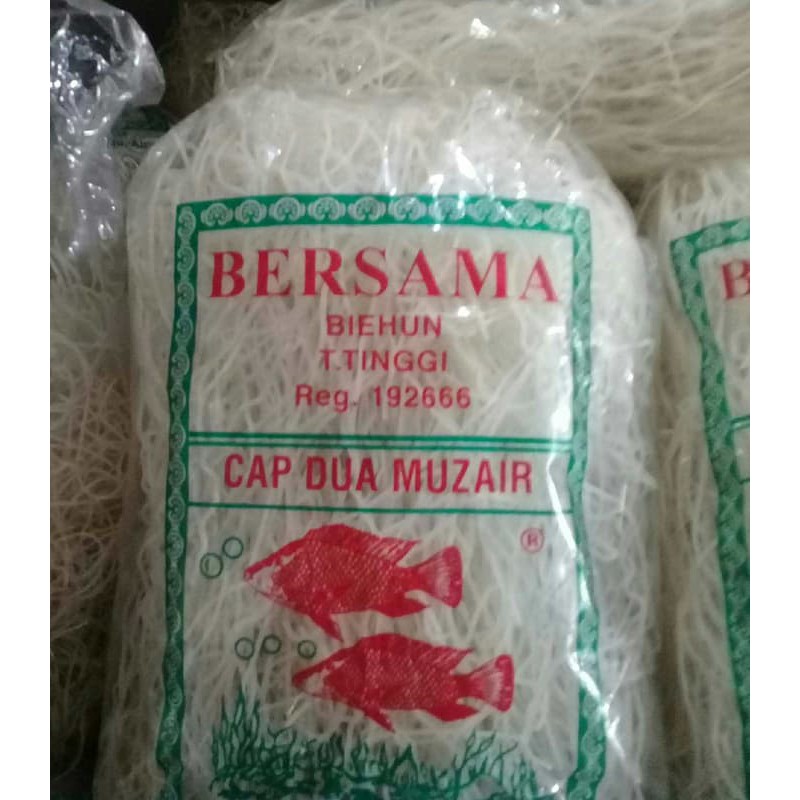 BERSAMA
BIEHUN
T.TINGGI
Reg. 192666
CAP DUA MUZAIR
®
B